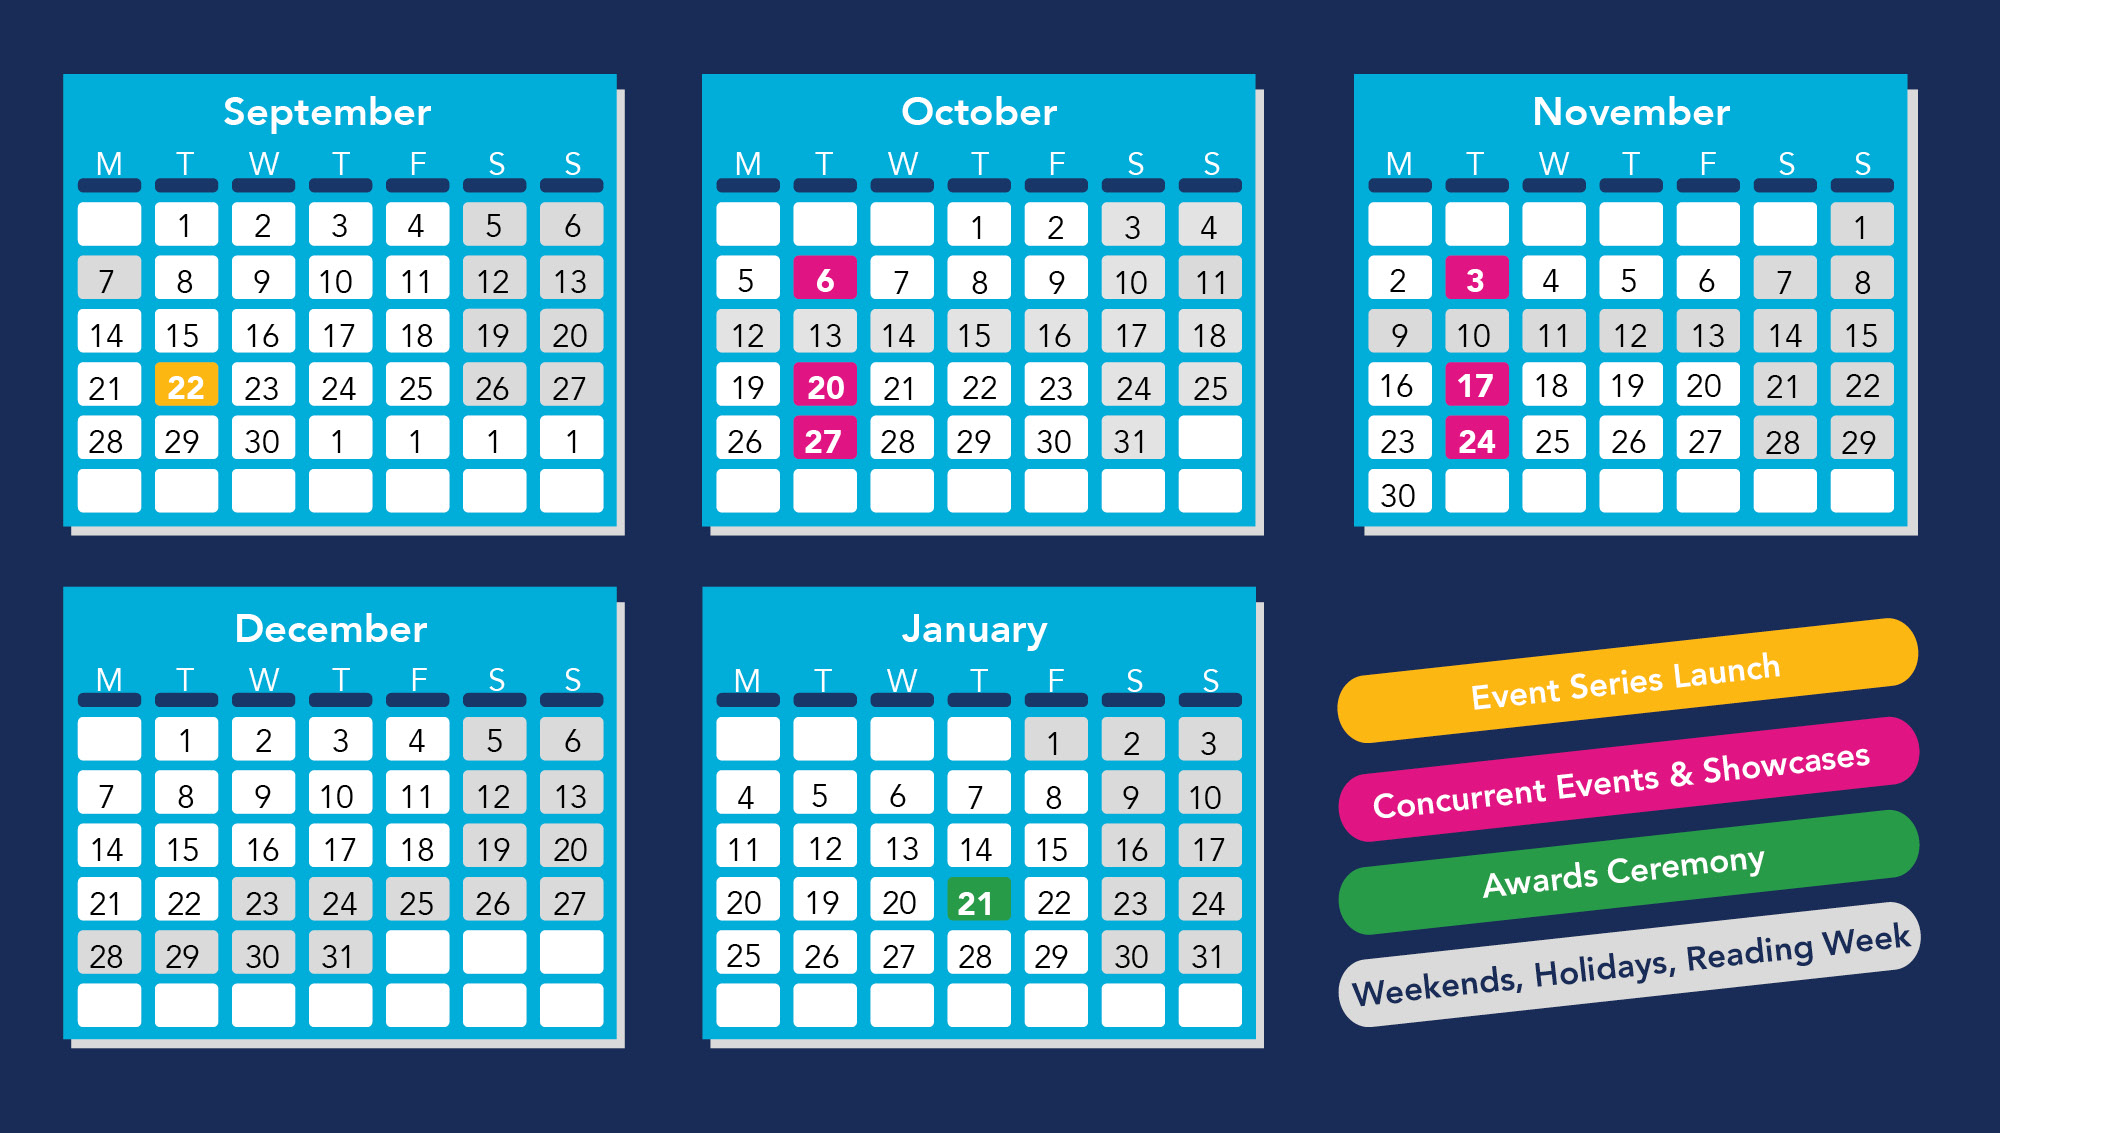 September
M T W T F S S
1 2 3 4 5 6
7 8 9 10 11 12 13
14 15 16 17 18 19 20
21 22 23 24 25 26 27
28 29 30 1 1 1 1
October
M T W T F S S
1 2 3 4
5 6 7 8 9 10 11
12 13 14 15 16 17 18
19 20 21 22 23 24 25
26 27 28 29 30 31
November
M T W T F S S
1
2 3 4 5 6 7 8
9 10 11 12 13 14 15
16 17 18 19 20 21 22
23 24 25 26 27 28 29
30
December
M T W T F S S
1 2 3 4 5 6
7 8 9 10 11 12 13
14 15 16 17 18 19 20
21 22 23 24 25 26 27
28 29 30 31
January
M T W T F S S
1 2 3
4 5 6 7 8 9 10
11 12 13 14 15 16 17
20 19 20 21 22 23 24
25 26 27 28 29 30 31
Event Series Launch
Concurrent Events & Showcases
Awards Ceremony
Weekends, Holidays, Reading Week